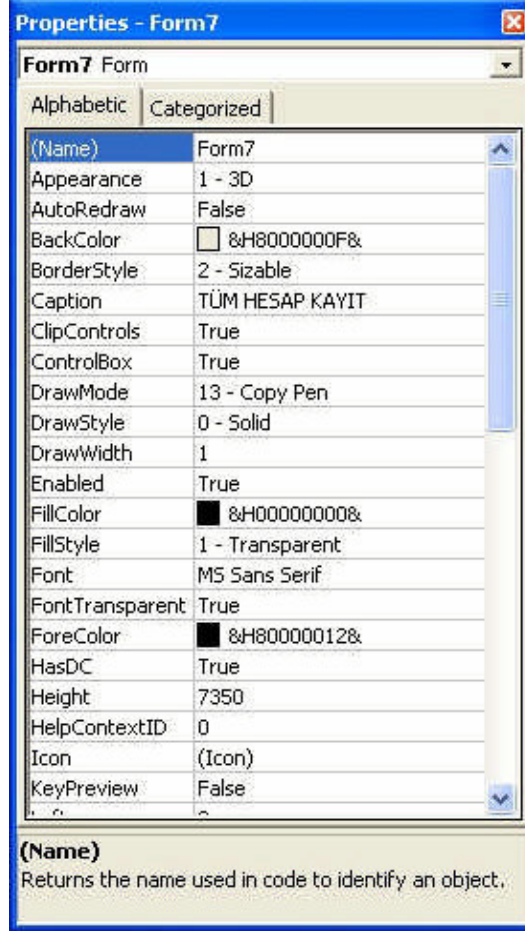 Properties - Form7
Form7 Form
Alphabetic Categorized
(Name) Form7
Appearance 1 - 3D
AutoRedraw False
BackColor &H8000000F&
BorderStyle 2 - Sizable
Caption TÜM HESAP KAYIT
ClipControls True
ControlBox True
DrawMode 13 - Copy Pen
DrawStyle 0 - Solid
DrawWidth 1
Enabled True
FillColor &H00000000&
FillStyle 1 - Transparent
Font MS Sans Serif
FontTransparent True
ForeColor &H80000012&
HasDC True
Height 7350
HelpContextID 0
Icon (Icon)
KeyPreview False
(Name)
Returns the name used in code to identify an object.